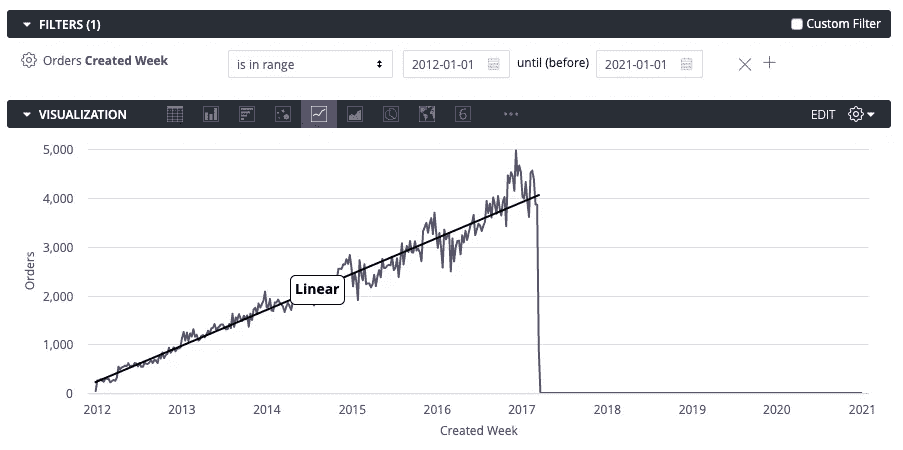 FILTERS (1)
Custom Filter
Orders Created Week
is in range
2012-01-01
until (before)
2021-01-01
VISUALIZATION
6
EDIT
5,000
4,000
3,000
2,000
1,000
0
Orders
Linear
2012 2013 2014 2015 2016 2017 2018 2019 2020 2021
Created Week